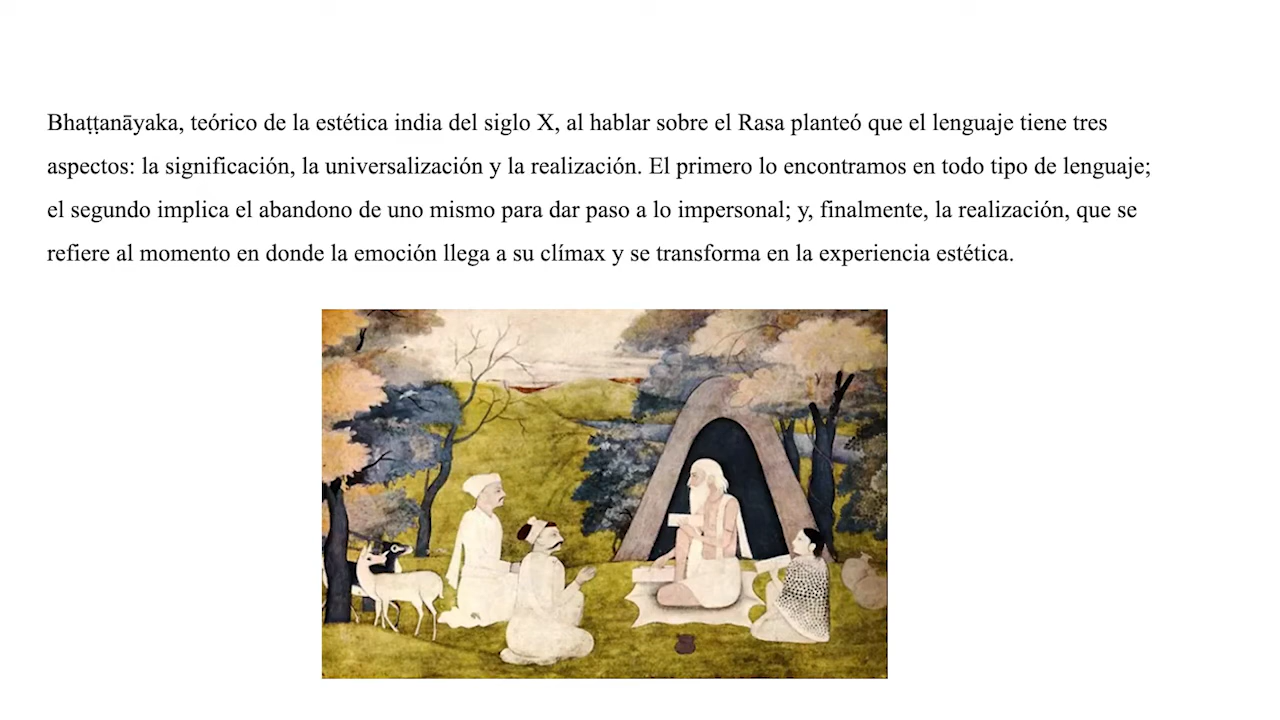 Bhaṭṭanāyaka, teórico de la estética india del siglo X, al hablar sobre el Rasa planteó que el lenguaje tiene tres
aspectos: la significación, la universalización y la realización. El primero lo encontramos en todo tipo de lenguaje;
el segundo implica el abandono de uno mismo para dar paso a lo impersonal; y, finalmente, la realización, que se
refiere al momento en donde la emoción llega a su clímax y se transforma en la experiencia estética.